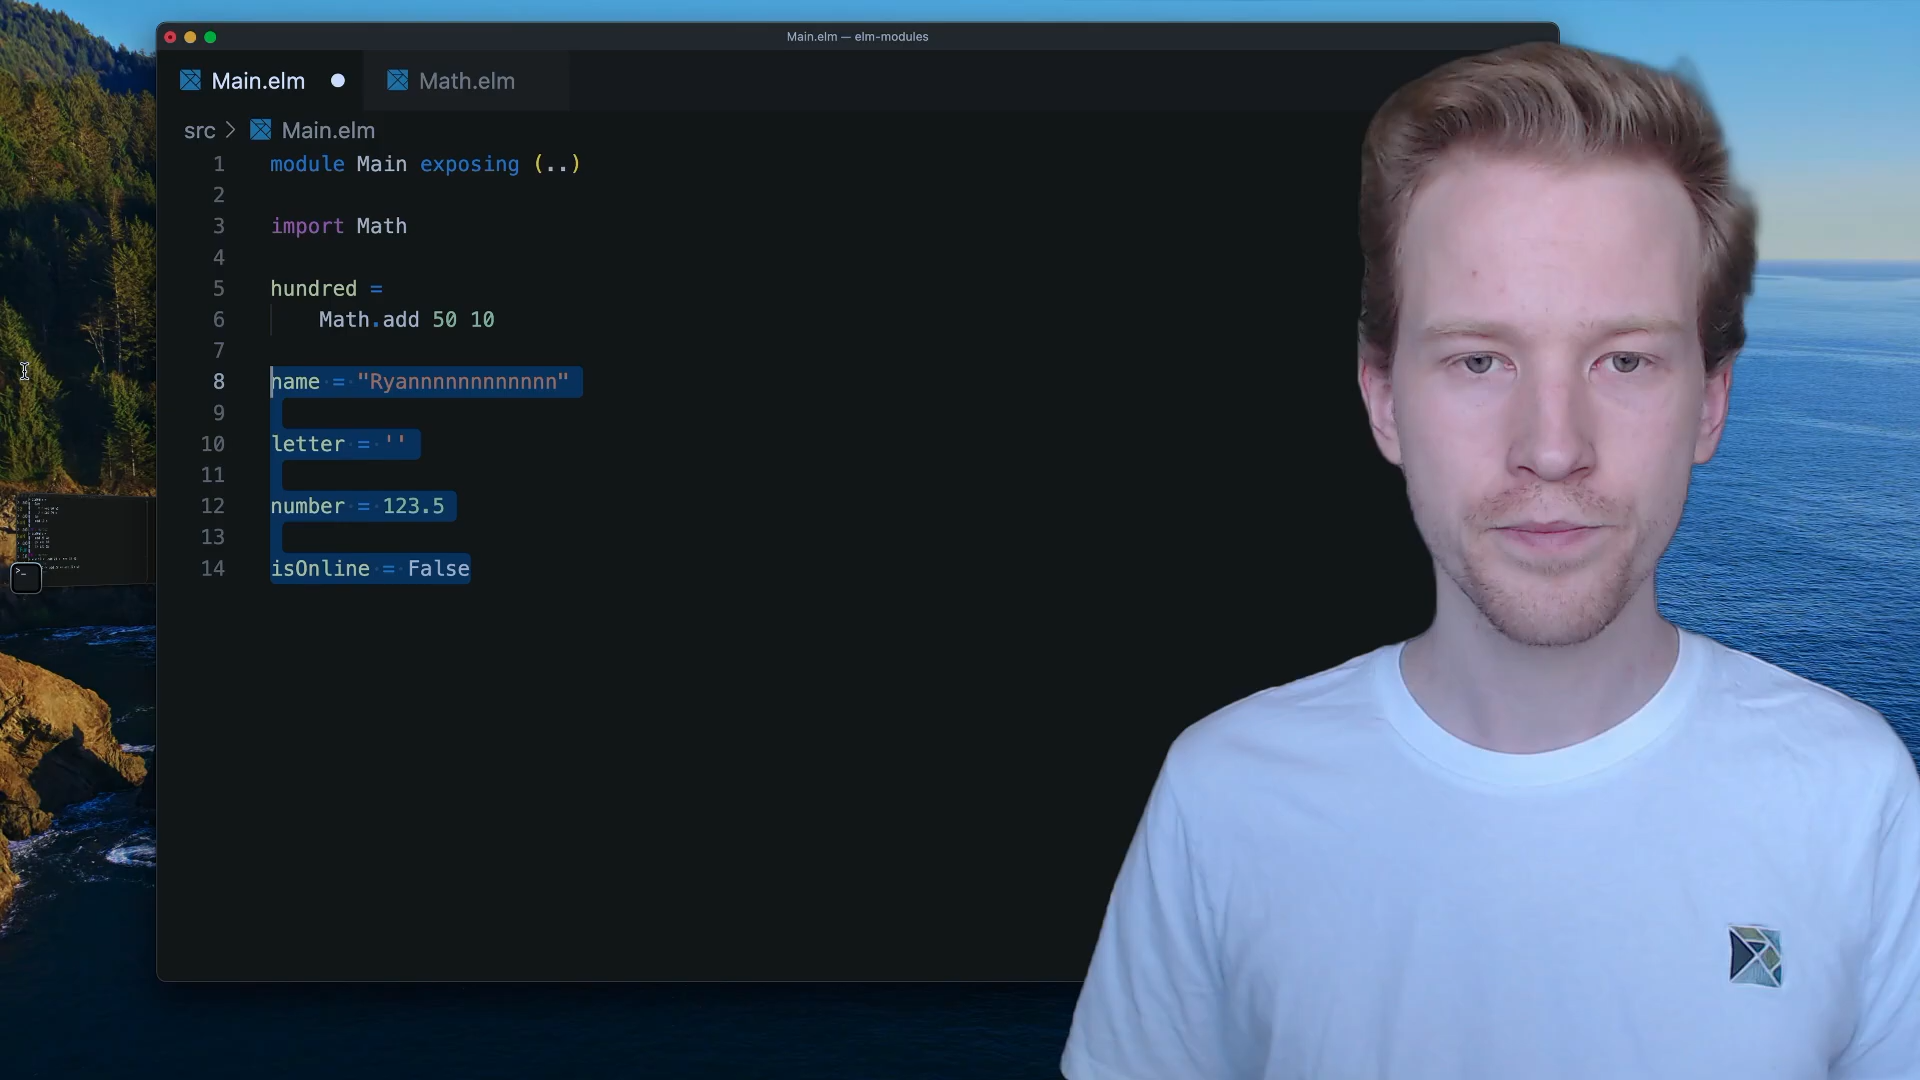 Main.elm — elm-modules
Main.elm Math.elm
src > Main.elm
1 module Main exposing (..)
2
3 import Math
4
5 hundred =
6 Math.add 50 10
7
8 name = "Ryannnnnnnnnnnn"
9
10 letter = ''
11
12 number = 123.5
13
14 isOnline = False